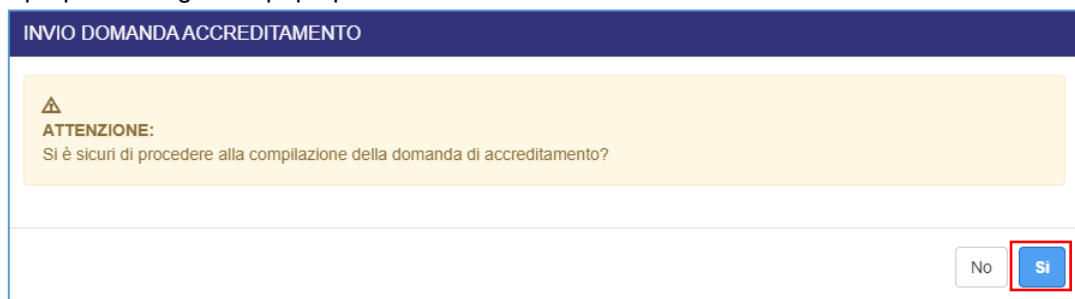 INVIO DOMANDA ACCREDITAMENTO
ATTENZIONE:
Si è sicuri di procedere alla compilazione della domanda di accreditamento?
No Si